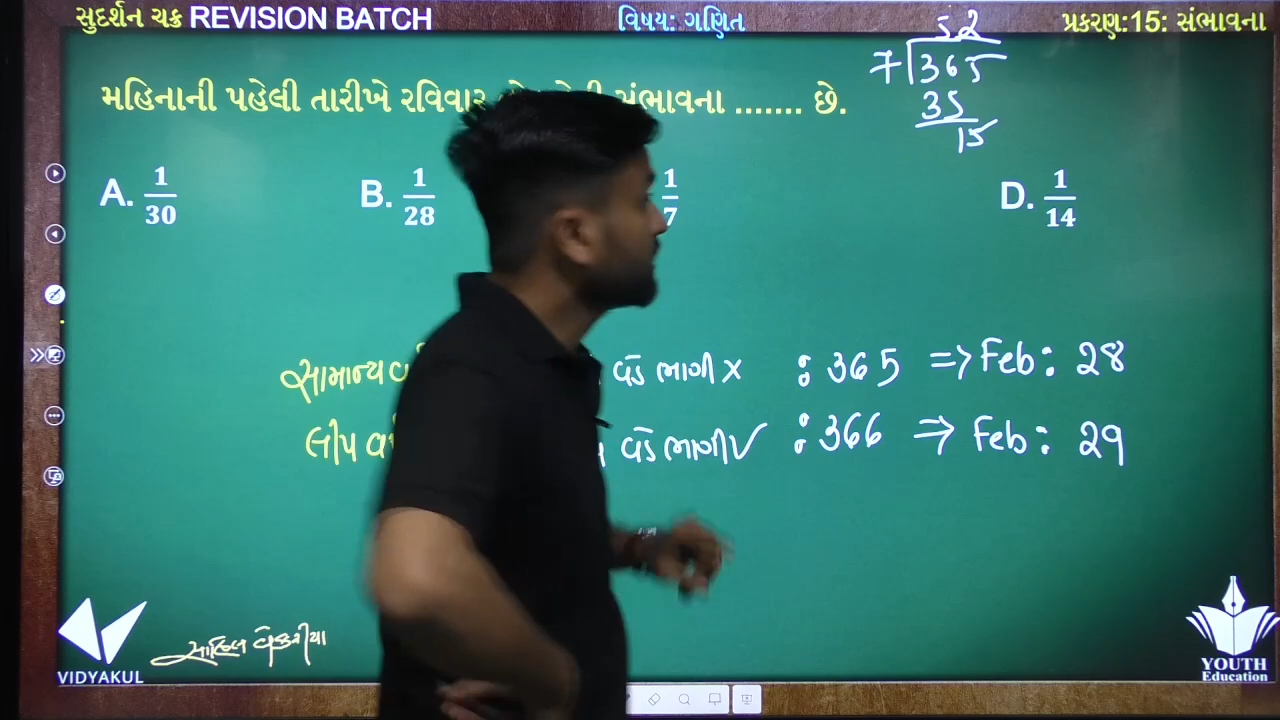 સુદર્શન ચક્ર REVISION BATCH
વિષય: ગણિત
પ્રકરણ:15: સંભાવના
મહિનાની પહેલી તારીખે રવિવાર સંભાવના ....... છે.
52
7 365
35
15
A. 1/30
B. 1/28
1/7
D. 1/14
સામાન્ય વડે ભાગી X : 365 => Feb : 28
લીપ વડે ભાગી ✓ : 366 => Feb : 29
VIDYAKUL
YOUTH
Education